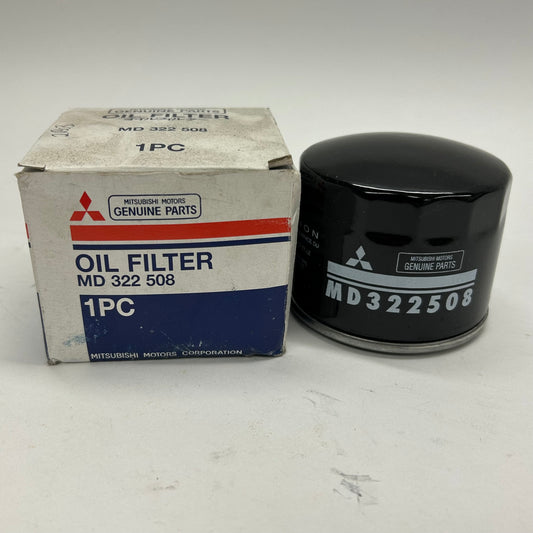 GENUINE PARTS
OIL FILTER
MD 322 508
1PC
MITSUBISHI MOTORS
GENUINE PARTS
OIL FILTER
MD 322 508
1PC
MITSUBISHI MOTORS CORPORATION
MITSUBISHI MOTORS
GENUINE PARTS
MD322508